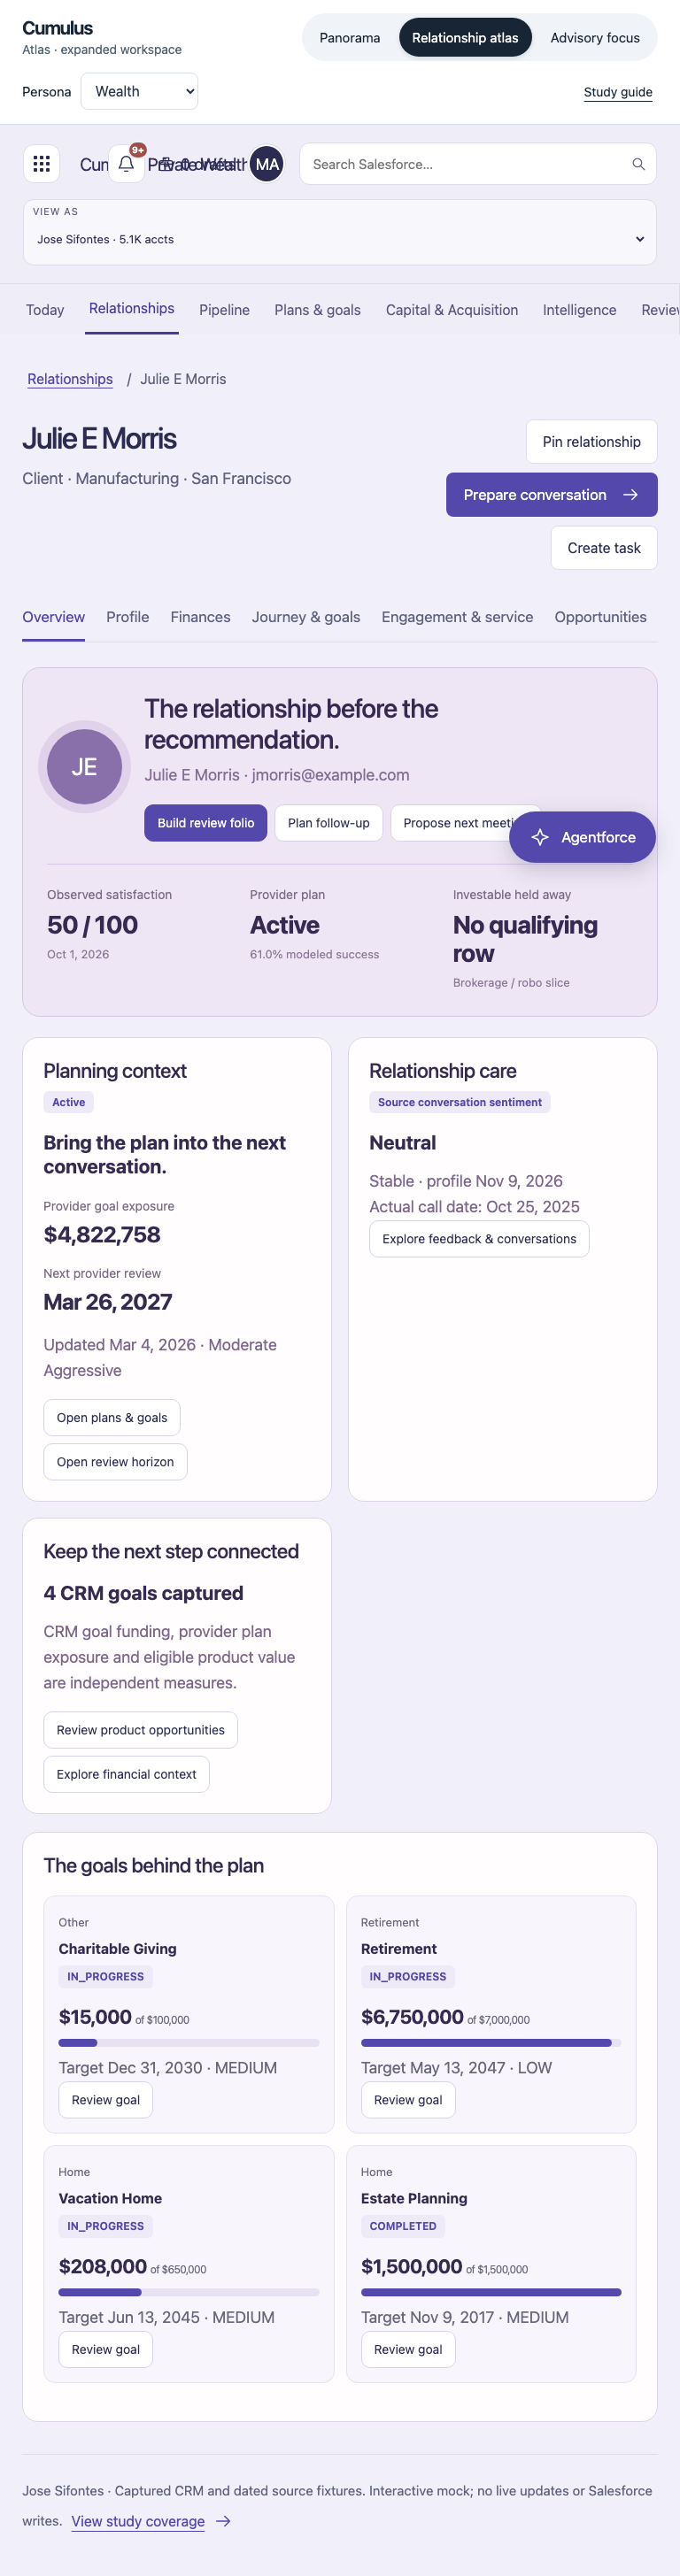 Cumulus
Atlas · expanded workspace
Panorama
Relationship atlas
Advisory focus
Persona
Wealth
Study guide
9+
MA
Search Salesforce...
VIEW AS
Jose Sifontes · 5.1K accts
Today
Relationships
Pipeline
Plans & goals
Capital & Acquisition
Intelligence
Relationships / Julie E Morris
Julie E Morris
Client · Manufacturing · San Francisco
Pin relationship
Prepare conversation →
Create task
Overview
Profile
Finances
Journey & goals
Engagement & service
Opportunities
JE
The relationship before the
recommendation.
Julie E Morris · jmorris@example.com
Build review folio
Plan follow-up
Propose next
Agentforce
Observed satisfaction
50 / 100
Oct 1, 2026
Provider plan
Active
61.0% modeled success
Investable held away
No qualifying
row
Brokerage / robo slice
Planning context
Active
Bring the plan into the next
conversation.
Provider goal exposure
$4,822,758
Next provider review
Mar 26, 2027
Updated Mar 4, 2026 · Moderate
Aggressive
Open plans & goals
Open review horizon
Relationship care
Source conversation sentiment
Neutral
Stable · profile Nov 9, 2026
Actual call date: Oct 25, 2025
Explore feedback & conversations
Keep the next step connected
4 CRM goals captured
CRM goal funding, provider plan
exposure and eligible product value
are independent measures.
Review product opportunities
Explore financial context
The goals behind the plan
Other
Charitable Giving
IN_PROGRESS
$15,000 of $100,000
Target Dec 31, 2030 · MEDIUM
Review goal
Retirement
Retirement
IN_PROGRESS
$6,750,000 of $7,000,000
Target May 13, 2047 · LOW
Review goal
Home
Vacation Home
IN_PROGRESS
$208,000 of $650,000
Target Jun 13, 2045 · MEDIUM
Review goal
Home
Estate Planning
COMPLETED
$1,500,000 of $1,500,000
Target Nov 9, 2017 · MEDIUM
Review goal
Jose Sifontes · Captured CRM and dated source fixtures. Interactive mock; no live updates or Salesforce
writes. View study coverage →